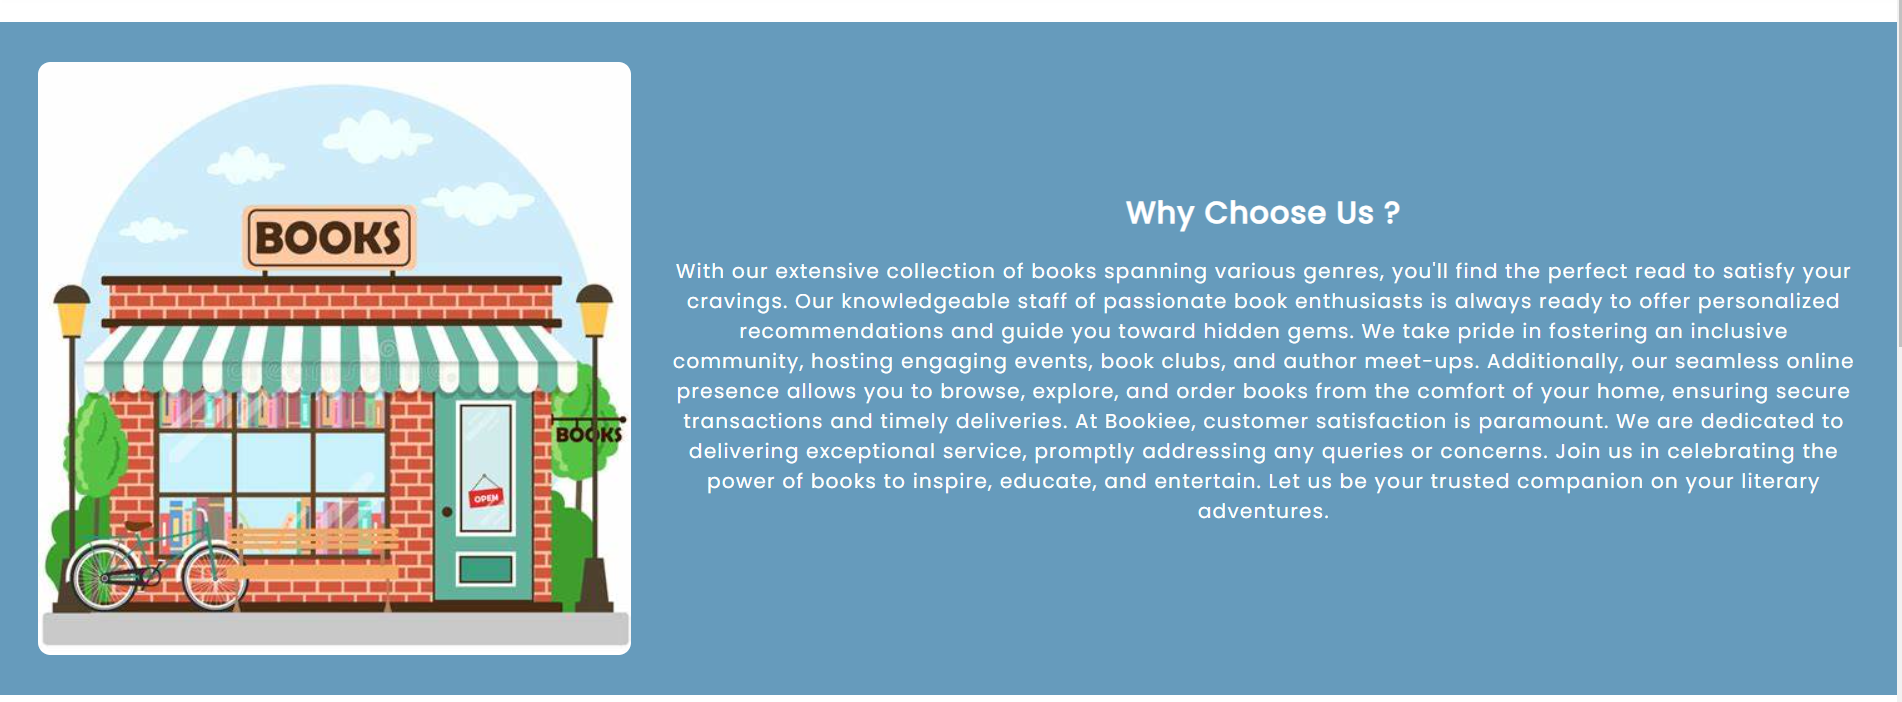 BOOKS
BOOKS
OPEN
Why Choose Us ?
With our extensive collection of books spanning various genres, you'll find the perfect read to satisfy your
cravings. Our knowledgeable staff of passionate book enthusiasts is always ready to offer personalized
recommendations and guide you toward hidden gems. We take pride in fostering an inclusive
community, hosting engaging events, book clubs, and author meet-ups. Additionally, our seamless online
presence allows you to browse, explore, and order books from the comfort of your home, ensuring secure
transactions and timely deliveries. At Bookiee, customer satisfaction is paramount. We are dedicated to
delivering exceptional service, promptly addressing any queries or concerns. Join us in celebrating the
power of books to inspire, educate, and entertain. Let us be your trusted companion on your literary
adventures.